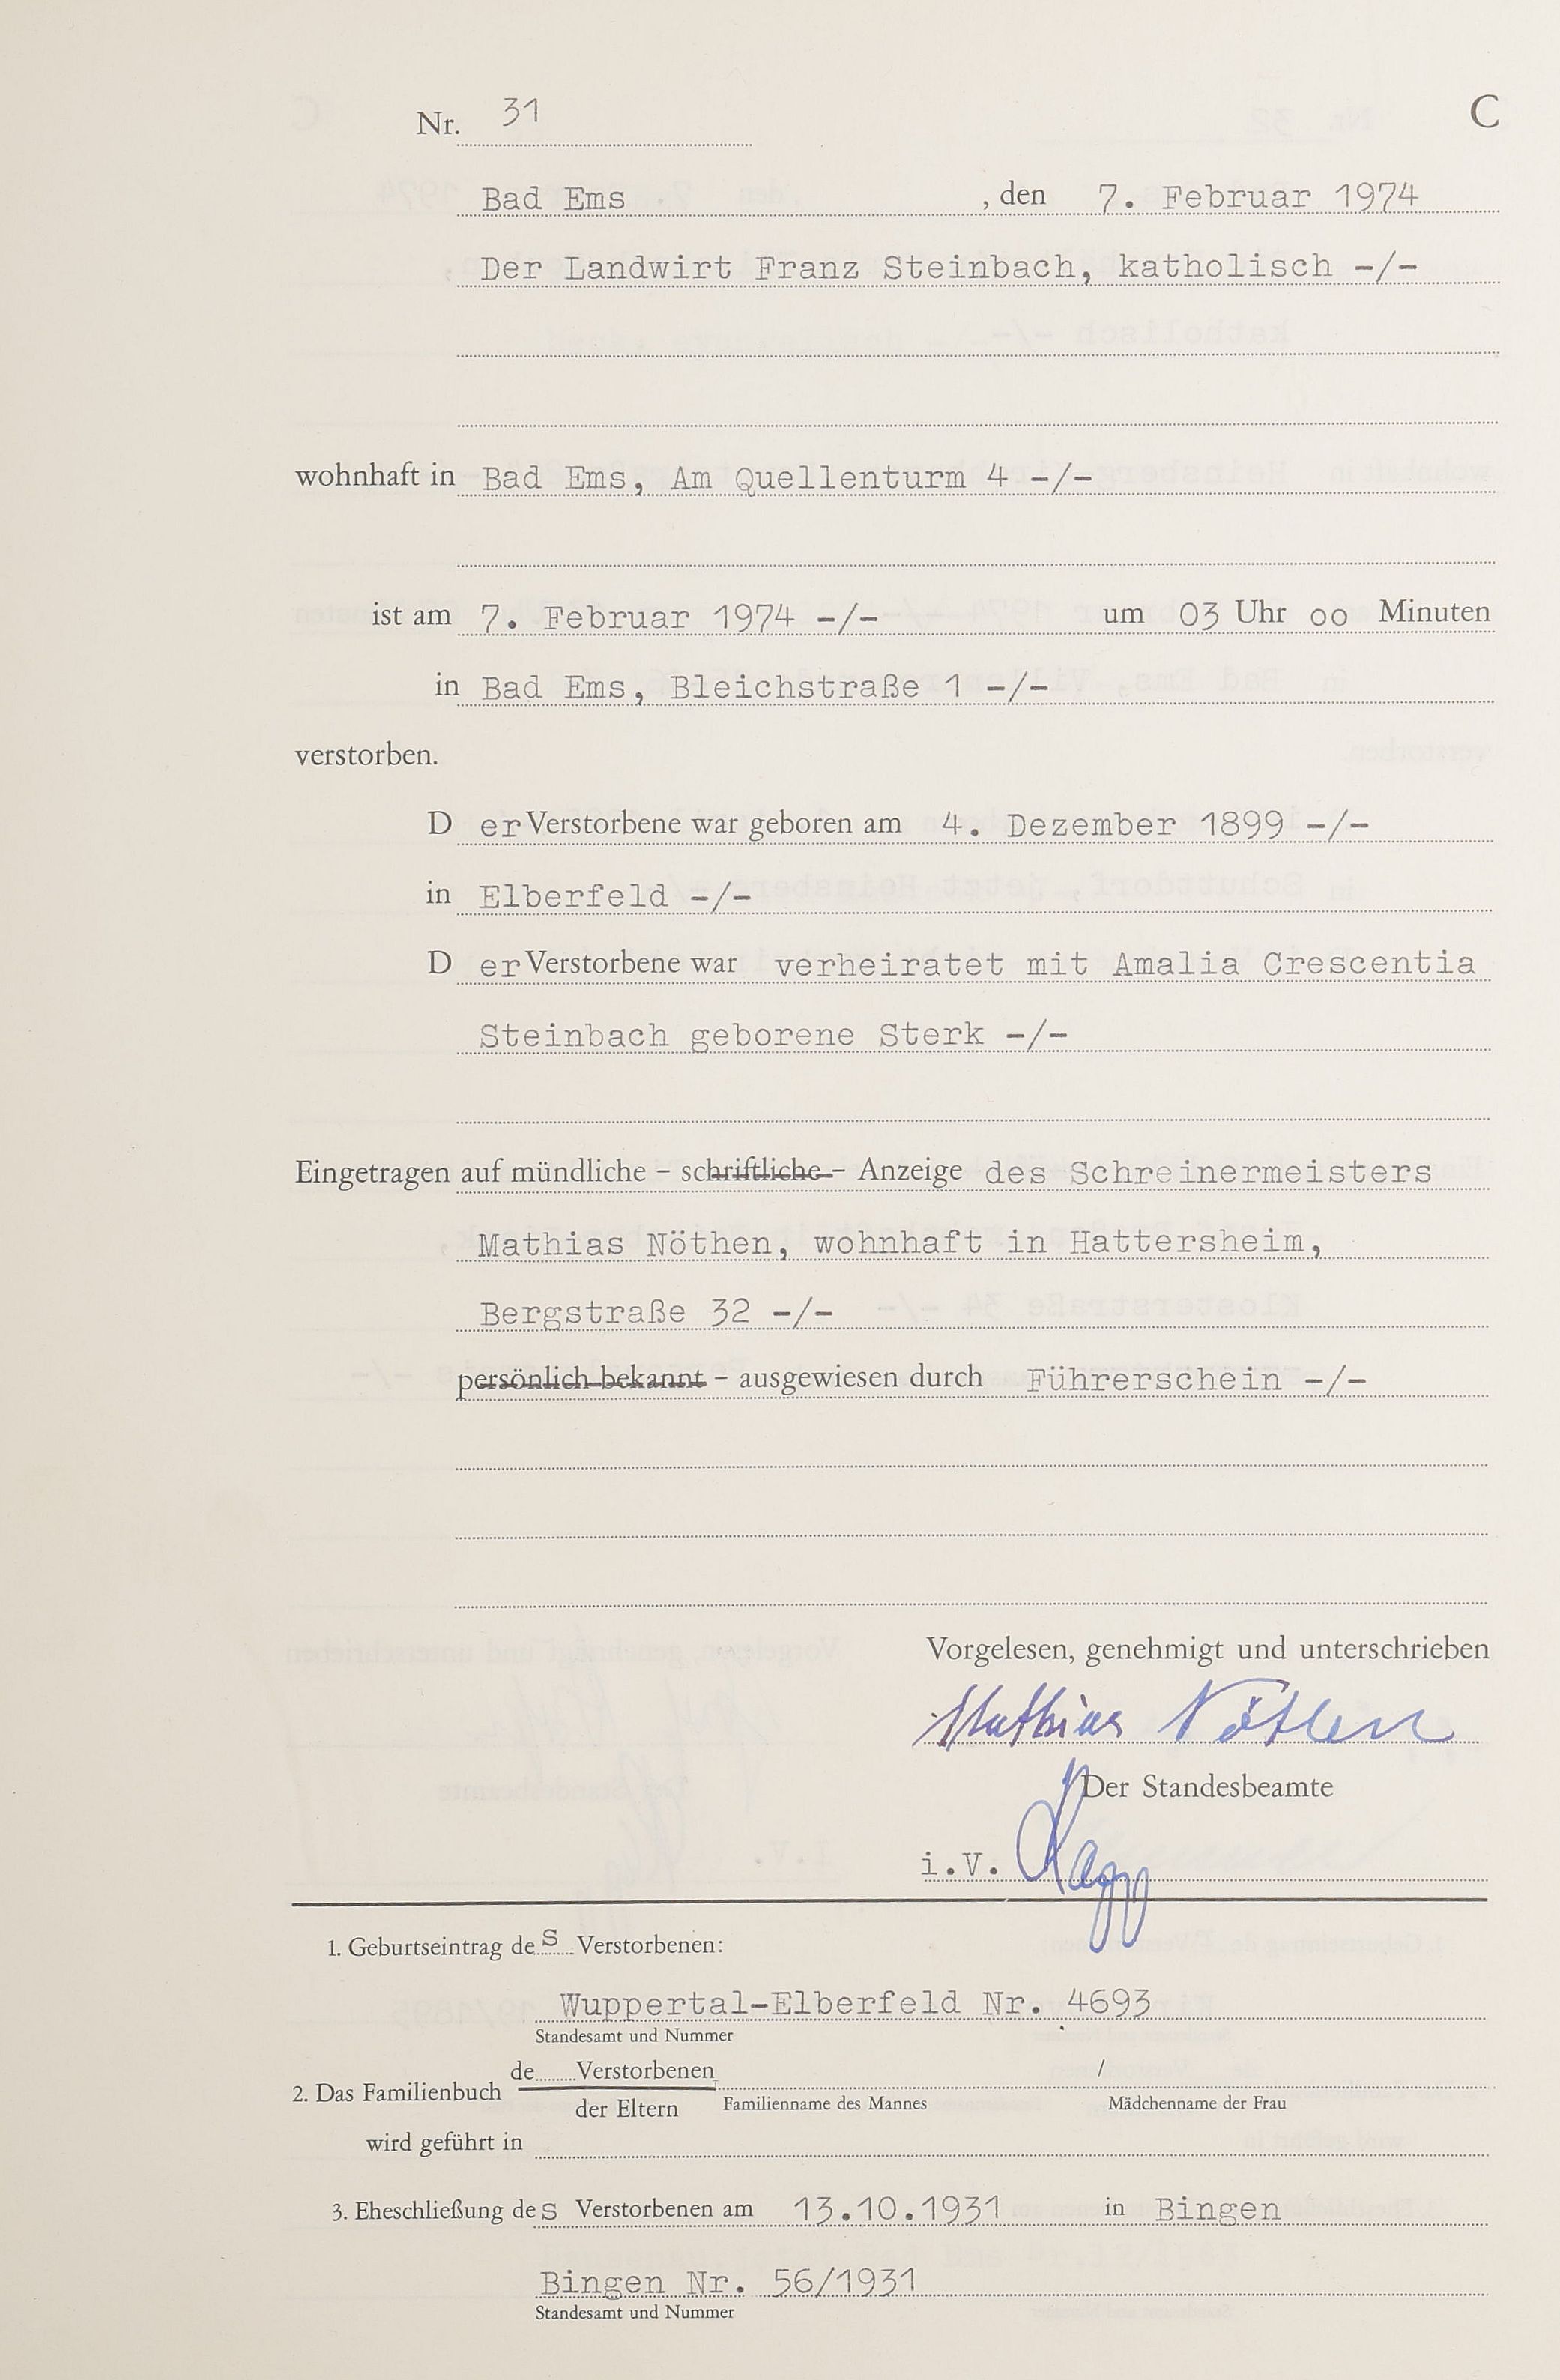 Nr. 31
C
Bad Ems, den 7. Februar 1974
Der Landwirt Franz Steinbach, katholisch -/-
wohnhaft in Bad Ems, Am Quellenturm 4 -/-
ist am 7. Februar 1974 -/- um 03 Uhr oo Minuten
in Bad Ems, Bleichstraße 1 -/-
verstorben.
D er Verstorbene war geboren am 4. Dezember 1899 -/-
in Elberfeld -/-
D er Verstorbene war verheiratet mit Amalia Crescentia
Steinbach geborene Sterk -/-
Eingetragen auf mündliche - schriftliche - Anzeige des Schreinermeisters
Mathias Nöthen, wohnhaft in Hattersheim,
Bergstraße 32 -/-
persönlich bekannt - ausgewiesen durch Führerschein -/-
Vorgelesen, genehmigt und unterschrieben
Mathias Nöthen
Der Standesbeamte
i.V.
1. Geburtseintrag des Verstorbenen:
Wuppertal-Elberfeld Nr. 4693
Standesamt und Nummer
de........Verstorbenen /
2. Das Familienbuch
der Eltern Familienname des Mannes Mädchenname der Frau
wird geführt in
3. Eheschließung des Verstorbenen am 13.10.1931 in Bingen
Bingen Nr. 56/1931
Standesamt und Nummer